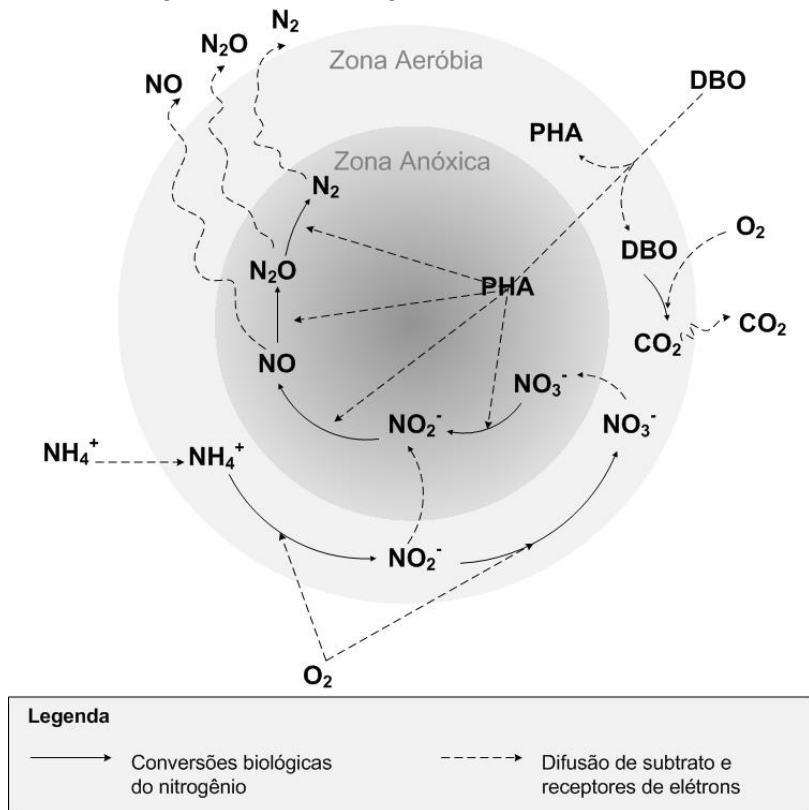 N₂
N₂O
NO
Zona Aeróbia
DBO
PHA
Zona Anóxica
N₂
O₂
DBO
N₂O
PHA
CO₂
CO₂
NO
NO₃⁻
NO₂⁻
NO₃⁻
NH₄⁺
NH₄⁺
NO₂⁻
O₂
Legenda
Conversões biológicas
do nitrogênio
Difusão de subtrato e
receptores de elétrons